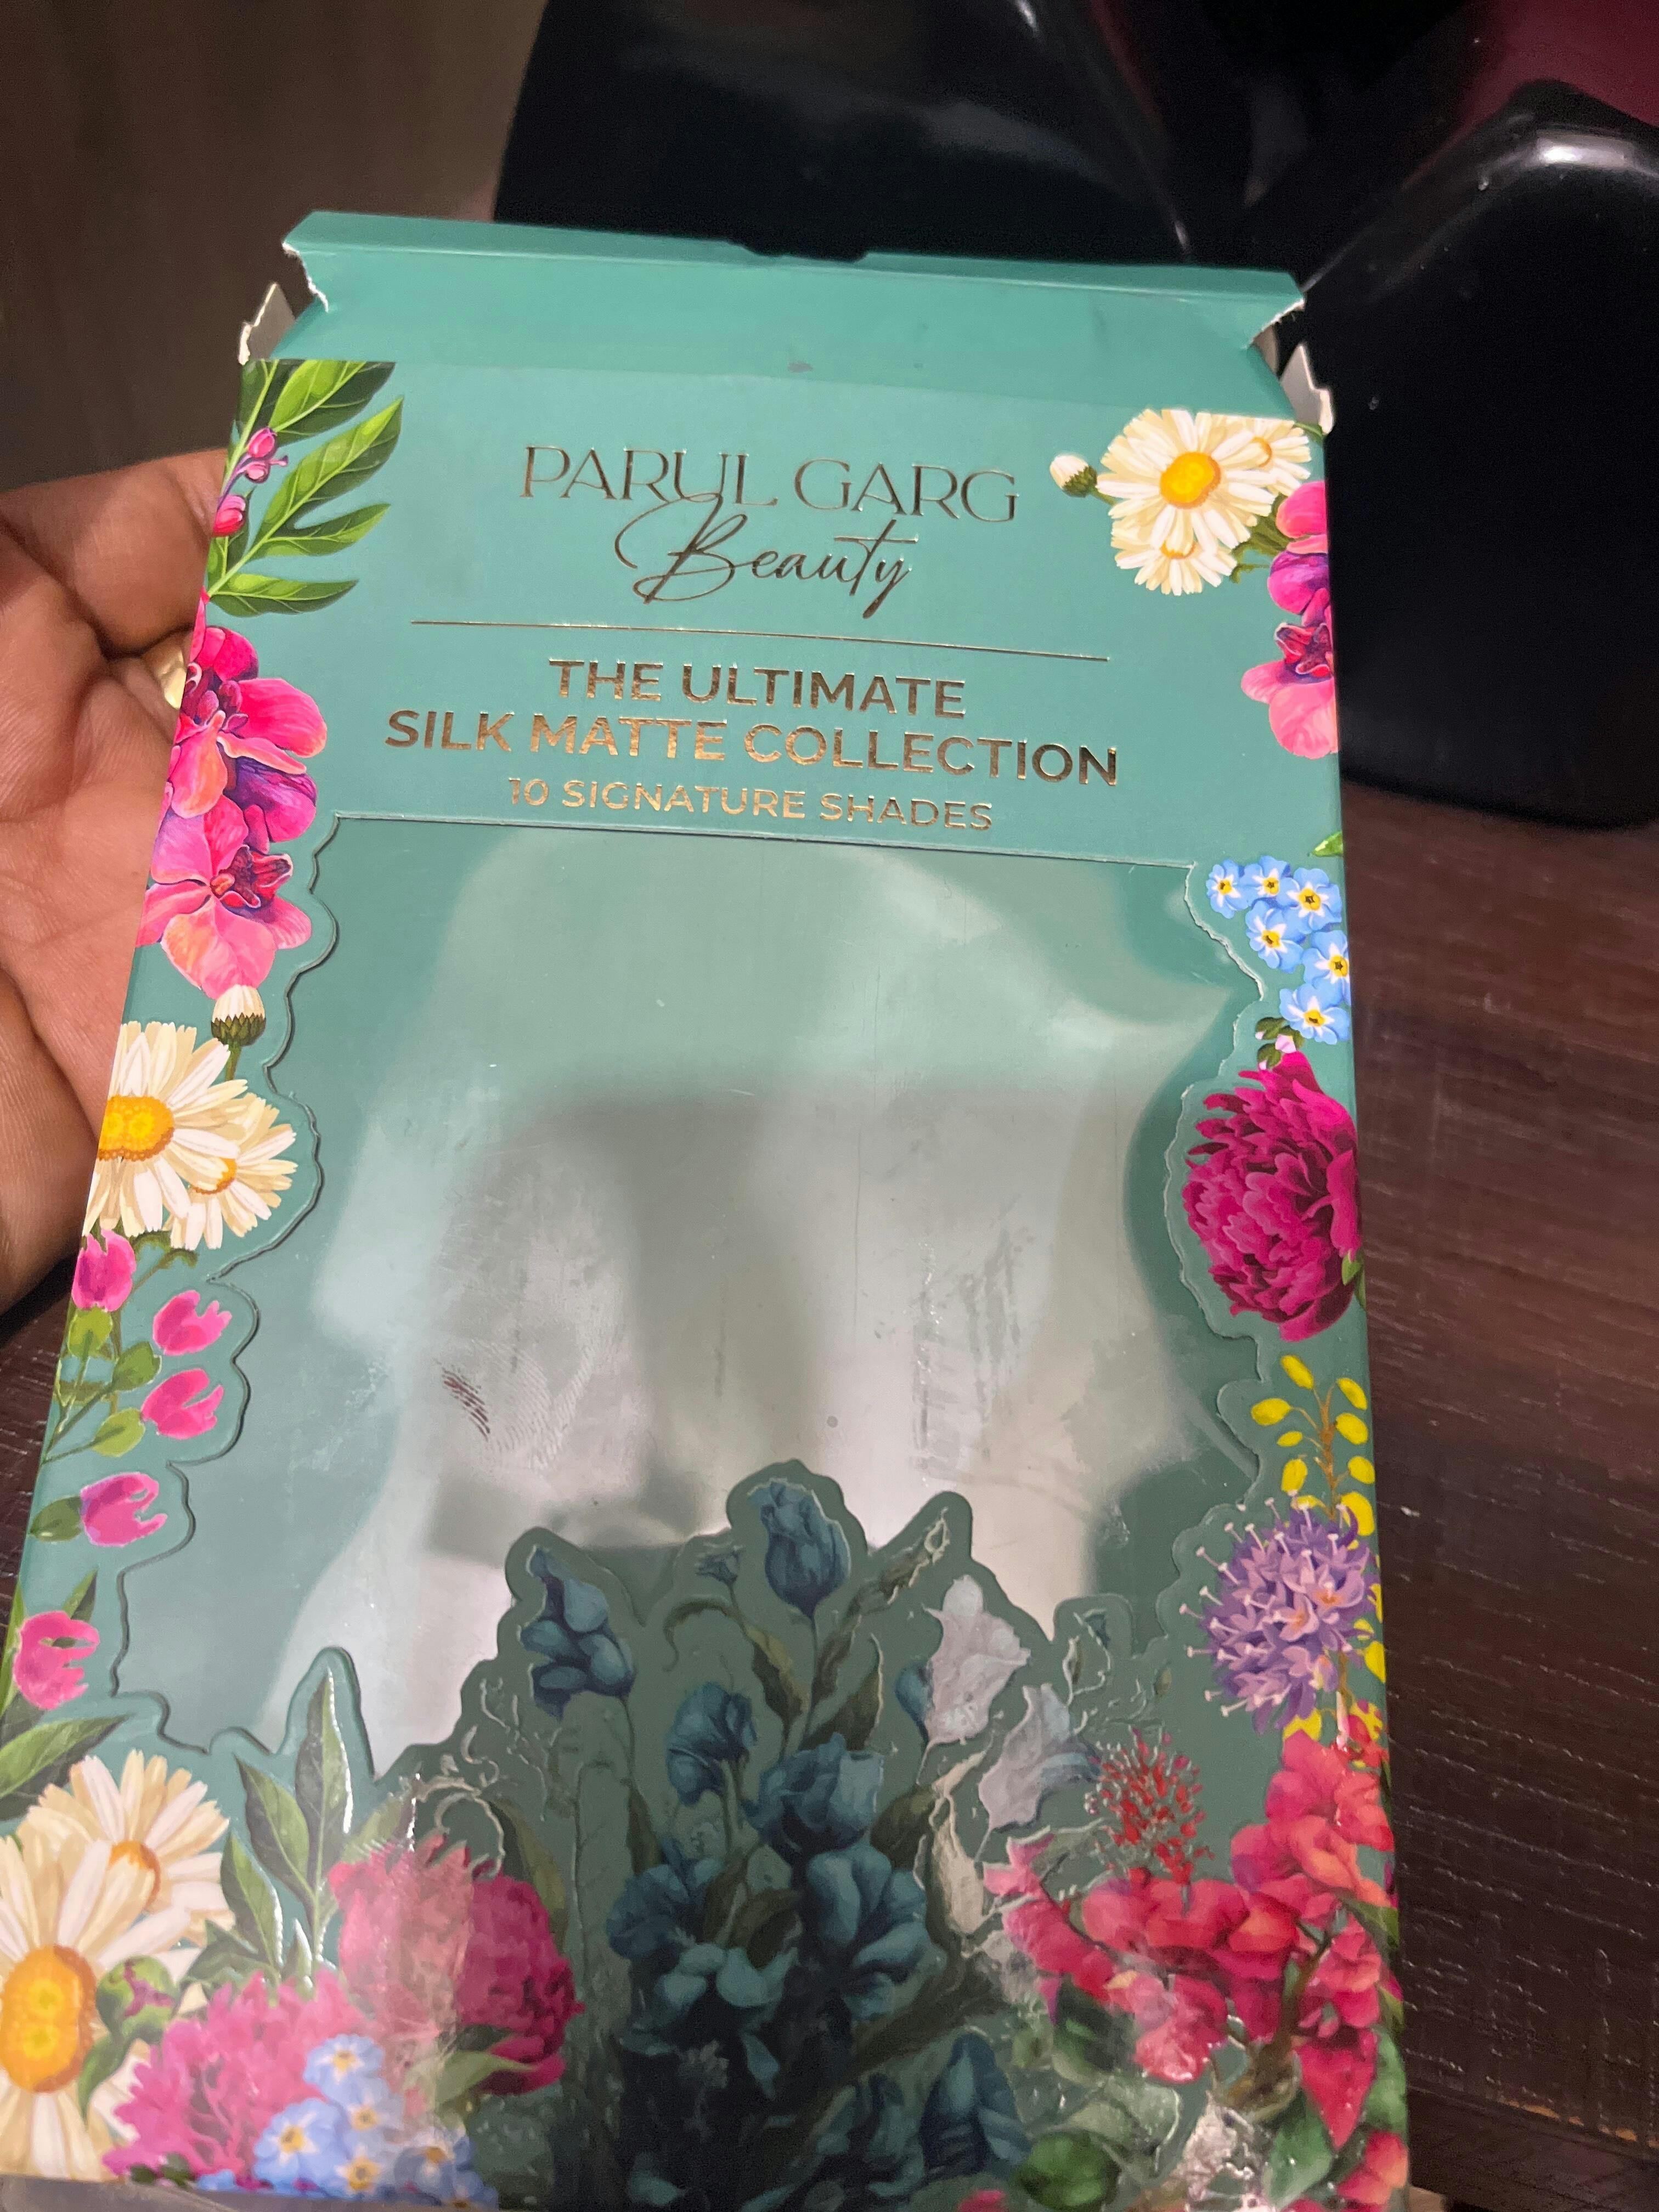 PARUL GARG
Beauty
THE ULTIMATE
SILK MATTE COLLECTION
10 SIGNATURE SHADES